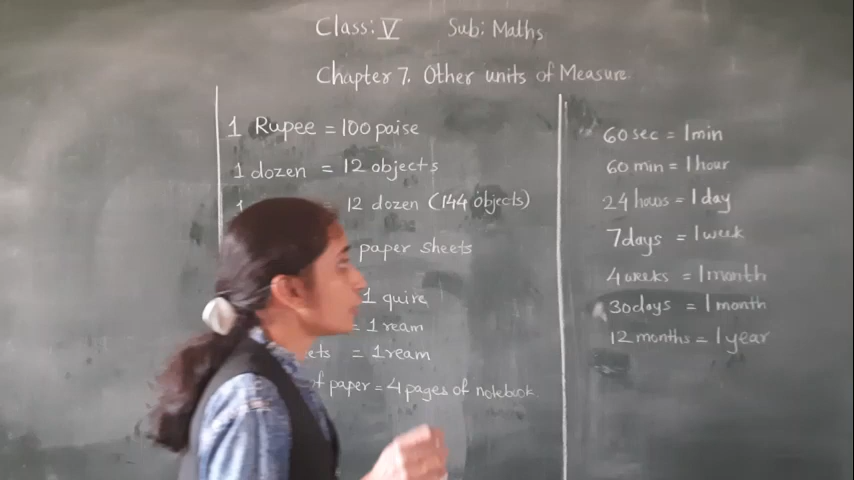 Class: V Sub: Maths
Chapter 7. Other units of Measure.
1 Rupee = 100 paise
1 dozen = 12 objects
1 = 12 dozen (144 objects)
paper sheets
1 quire
= 1 ream
ets = 1 ream
of paper = 4 pages of notebook.
60 sec = 1 min
60 min = 1 hour
24 hours = 1 day
7 days = 1 week
4 weeks = 1 month
30 days = 1 month
12 months = 1 year